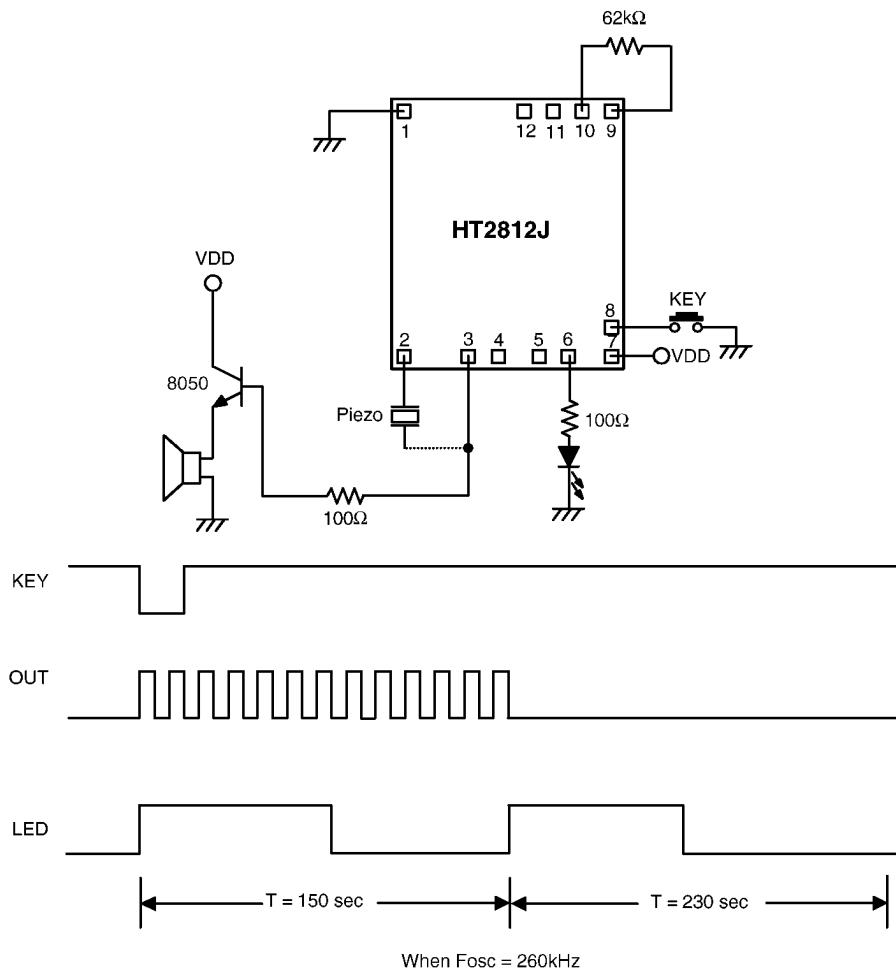 62kΩ
1
12
11
10
9
HT2812J
VDD
8
KEY
2
3
4
5
6
7
VDD
8050
Piezo
100Ω
100Ω
KEY
OUT
LED
T = 150 sec
T = 230 sec
When Fosc = 260kHz